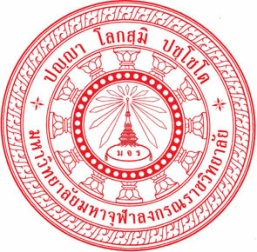 ปญฺญา โลกสฺมิ ปชฺโชโต
ม จ ร
มหาวิทยาลัยมหาจุฬาลงกรณราชวิทยาลัย